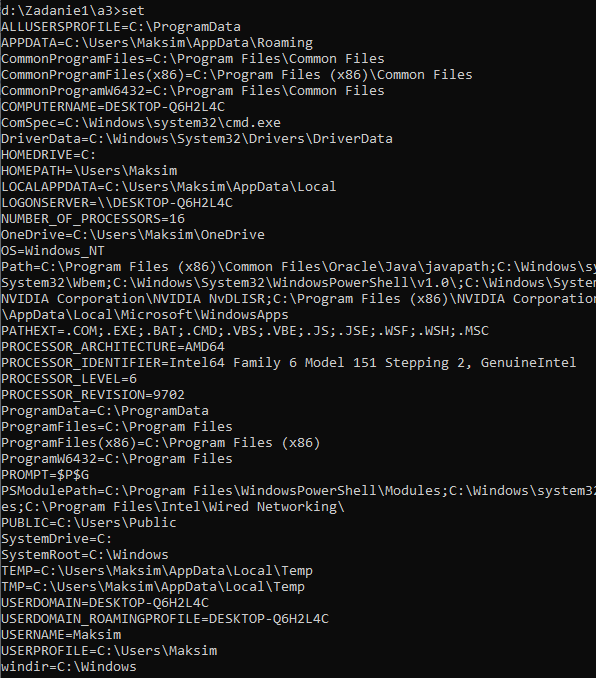 d:\Zadanie1\a3>set
ALLUSERSPROFILE=C:\ProgramData
APPDATA=C:\Users\Maksim\AppData\Roaming
CommonProgramFiles=C:\Program Files\Common Files
CommonProgramFiles(x86)=C:\Program Files (x86)\Common Files
CommonProgramW6432=C:\Program Files\Common Files
COMPUTERNAME=DESKTOP-Q6H2L4C
ComSpec=C:\Windows\system32\cmd.exe
DriverData=C:\Windows\System32\Drivers\DriverData
HOMEDRIVE=C:
HOMEPATH=\Users\Maksim
LOCALAPPDATA=C:\Users\Maksim\AppData\Local
LOGONSERVER=\\DESKTOP-Q6H2L4C
NUMBER_OF_PROCESSORS=16
OneDrive=C:\Users\Maksim\OneDrive
OS=Windows_NT
Path=C:\Program Files (x86)\Common Files\Oracle\Java\javapath;C:\Windows\sy
System32\Wbem;C:\Windows\System32\WindowsPowerShell\v1.0\;C:\Windows\System
NVIDIA Corporation\NVIDIA NvDLISR;C:\Program Files (x86)\NVIDIA Corporation
\AppData\Local\Microsoft\WindowsApps
PATHEXT=.COM;.EXE;.BAT;.CMD;.VBS;.VBE;.JS;.JSE;.WSF;.WSH;.MSC
PROCESSOR_ARCHITECTURE=AMD64
PROCESSOR_IDENTIFIER=Intel64 Family 6 Model 151 Stepping 2, GenuineIntel
PROCESSOR_LEVEL=6
PROCESSOR_REVISION=9702
ProgramData=C:\ProgramData
ProgramFiles=C:\Program Files
ProgramFiles(x86)=C:\Program Files (x86)
ProgramW6432=C:\Program Files
PROMPT=$P$G
PSModulePath=C:\Program Files\WindowsPowerShell\Modules;C:\Windows\system32
es;C:\Program Files\Intel\Wired Networking\
PUBLIC=C:\Users\Public
SystemDrive=C:
SystemRoot=C:\Windows
TEMP=C:\Users\Maksim\AppData\Local\Temp
TMP=C:\Users\Maksim\AppData\Local\Temp
USERDOMAIN=DESKTOP-Q6H2L4C
USERDOMAIN_ROAMINGPROFILE=DESKTOP-Q6H2L4C
USERNAME=Maksim
USERPROFILE=C:\Users\Maksim
windir=C:\Windows